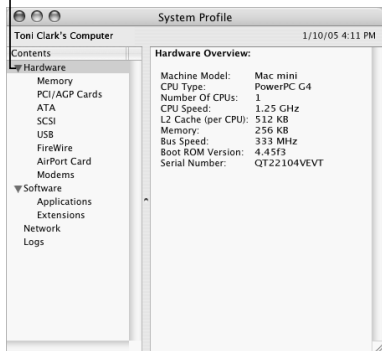 System Profile
Toni Clark's Computer 1/10/05 4:11 PM
Contents
Hardware
Memory
PCI/AGP Cards
ATA
SCSI
USB
FireWire
AirPort Card
Modems
Software
Applications
Extensions
Network
Logs
Hardware Overview:
Machine Model: Mac mini
CPU Type: PowerPC G4
Number Of CPUs: 1
CPU Speed: 1.25 GHz
L2 Cache (per CPU): 512 KB
Memory: 256 KB
Bus Speed: 333 MHz
Boot ROM Version: 4.45f3
Serial Number: QT22104VEVT